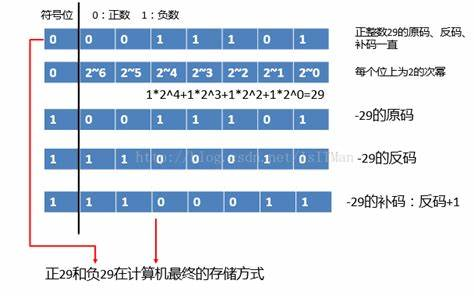 符号位 0：正数 1：负数
0 0 0 1 1 1 0 1 正整数29的原码、反码、
补码一直
0 2~6 2~5 2~4 2~3 2~2 2~1 2~0 每个位上为2的次幂
1*2^4+1*2^3+1*2^2+1*2^0=29
1 0 0 1 1 1 0 1 -29的原码
1 1 1 0 0 0 1 0 -29的反码
1 1 1 0 0 0 1 1 -29的补码：反码+1
正29和负29在计算机最终的存储方式